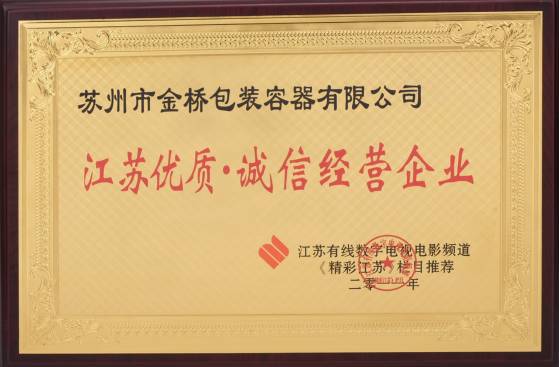 苏州市金桥包装容器有限公司
江苏优质·诚信经营企业
江苏有线数字电视电影频道
《精彩江苏》栏目推荐
二零 年